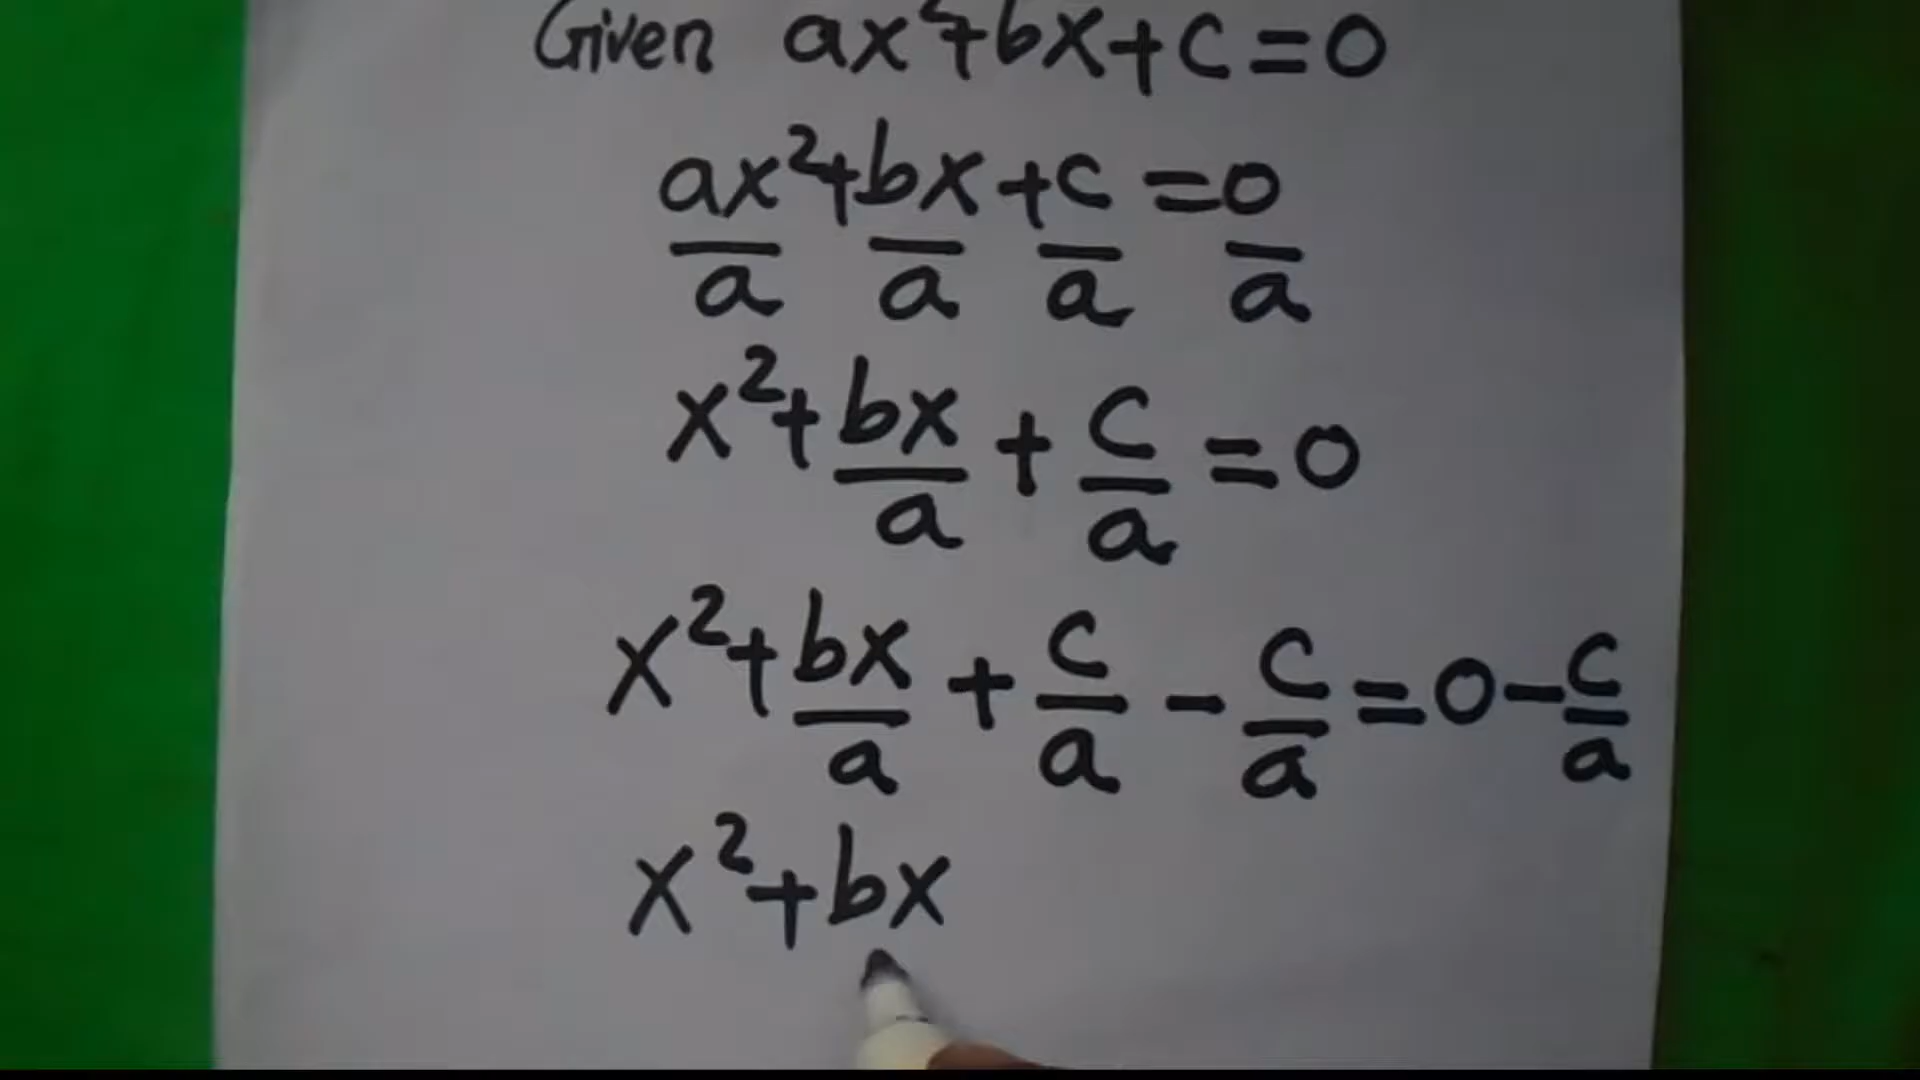 Given ax²+bx+c=0
ax²/a+bx/a+c/a=0/a
x²+bx/a+c/a=0
x²+bx/a+c/a-c/a=0-c/a
x²+bx